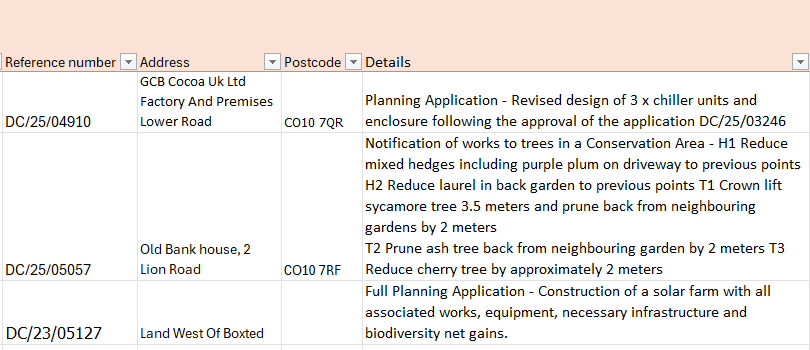 Reference number Address Postcode Details
GCB Cocoa Uk Ltd
Factory And Premises
Lower Road
DC/25/04910
CO10 7QR
Planning Application - Revised design of 3 x chiller units and
enclosure following the approval of the application DC/25/03246
Notification of works to trees in a Conservation Area - H1 Reduce
mixed hedges including purple plum on driveway to previous points
H2 Reduce laurel in back garden to previous points T1 Crown lift
sycamore tree 3.5 meters and prune back from neighbouring
gardens by 2 meters
T2 Prune ash tree back from neighbouring garden by 2 meters T3
Reduce cherry tree by approximately 2 meters
Old Bank house, 2
Lion Road
DC/25/05057
CO10 7RF
Full Planning Application - Construction of a solar farm with all
associated works, equipment, necessary infrastructure and
biodiversity net gains.
DC/23/05127
Land West Of Boxted